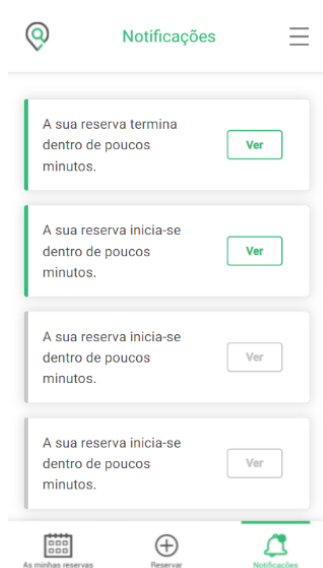 Notificações
A sua reserva termina
dentro de poucos
minutos.
Ver
A sua reserva inicia-se
dentro de poucos
minutos.
Ver
A sua reserva inicia-se
dentro de poucos
minutos.
Ver
A sua reserva inicia-se
dentro de poucos
minutos.
Ver
As minhas reservas
Reservar
Notificações